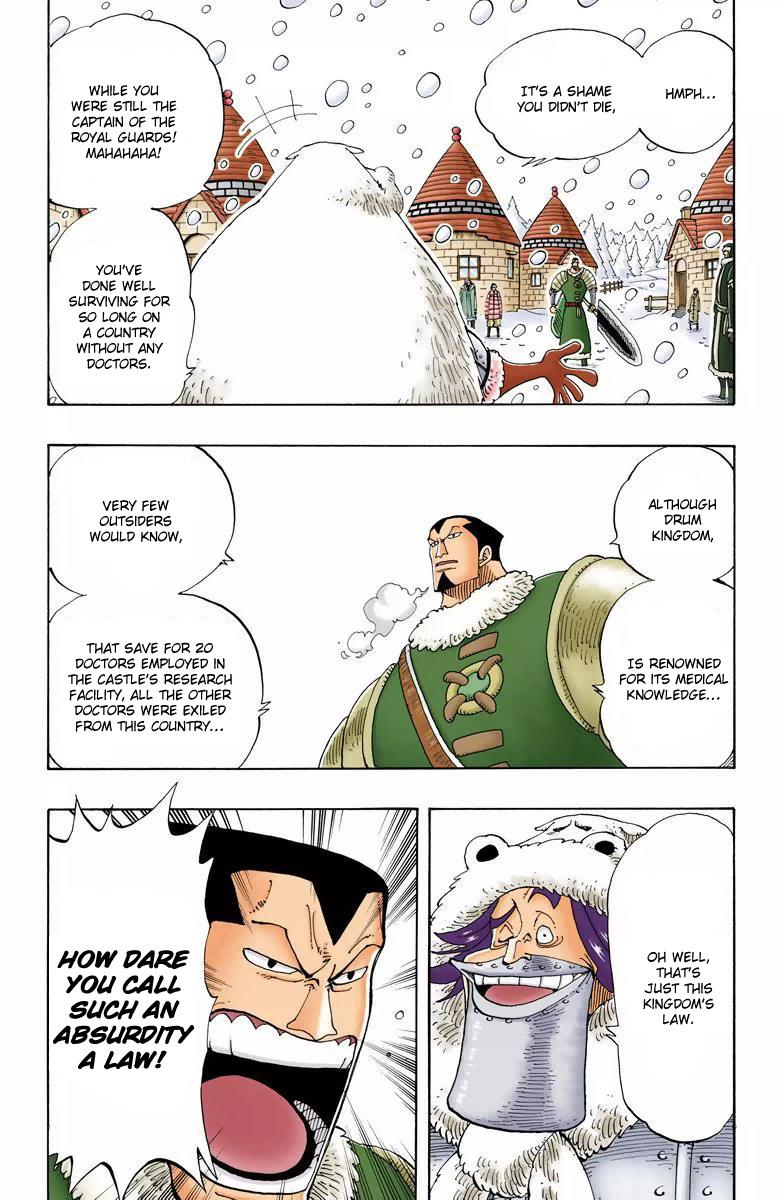 HMPH...
IT'S A SHAME
YOU DIDN'T DIE,
WHILE YOU
WERE STILL THE
CAPTAIN OF THE
ROYAL GUARDS!
MAHAHAHA!
YOU'VE
DONE WELL
SURVIVING FOR
SO LONG ON
A COUNTRY
WITHOUT ANY
DOCTORS.
ALTHOUGH
DRUM
KINGDOM,
IS RENOWNED
FOR ITS MEDICAL
KNOWLEDGE...
VERY FEW
OUTSIDERS
WOULD KNOW,
THAT SAVE FOR 20
DOCTORS EMPLOYED IN
THE CASTLE'S RESEARCH
FACILITY, ALL THE OTHER
DOCTORS WERE EXILED
FROM THIS COUNTRY...
OH WELL,
THAT'S
JUST THIS
KINGDOM'S
LAW.
HOW DARE
YOU CALL
SUCH AN
ABSURDITY
A LAW!